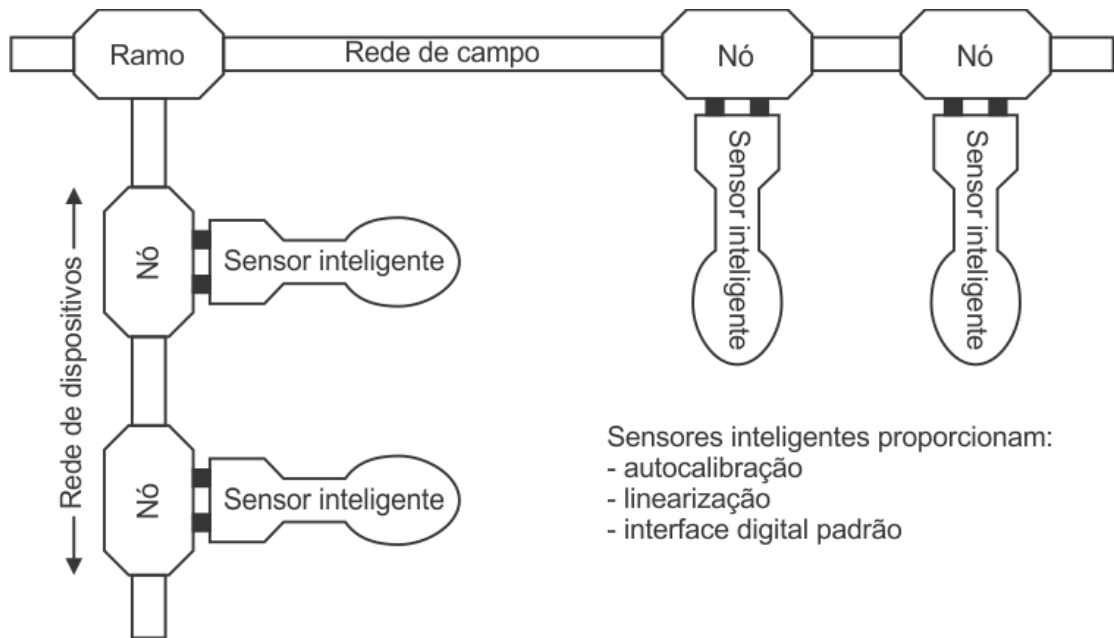 Ramo
Rede de campo
Nó
Nó
Sensor inteligente
Sensor inteligente
Rede de dispositivos
Nó
Sensor inteligente
Nó
Sensor inteligente
Sensores inteligentes proporcionam:
- autocalibração
- linearização
- interface digital padrão